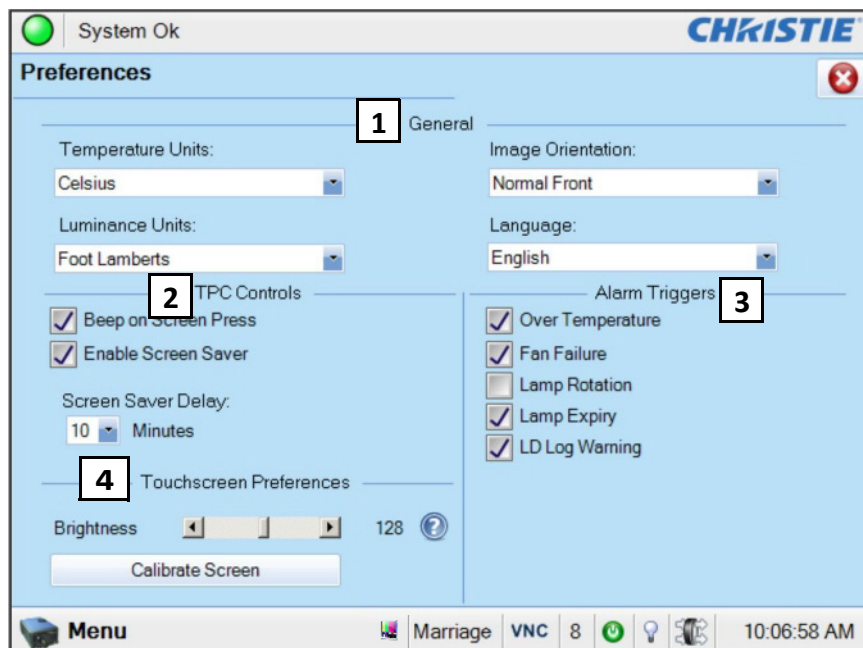 System Ok
CHRISTIE
Preferences
1 General
Temperature Units:
Celsius
Luminance Units:
Foot Lamberts
Image Orientation:
Normal Front
Language:
English
2 TPC Controls
Beep on Screen Press
Enable Screen Saver
Screen Saver Delay:
10 Minutes
Alarm Triggers 3
Over Temperature
Fan Failure
Lamp Rotation
Lamp Expiry
LD Log Warning
4 Touchscreen Preferences
Brightness 128 ?
Calibrate Screen
Menu Marriage VNC 8 10:06:58 AM